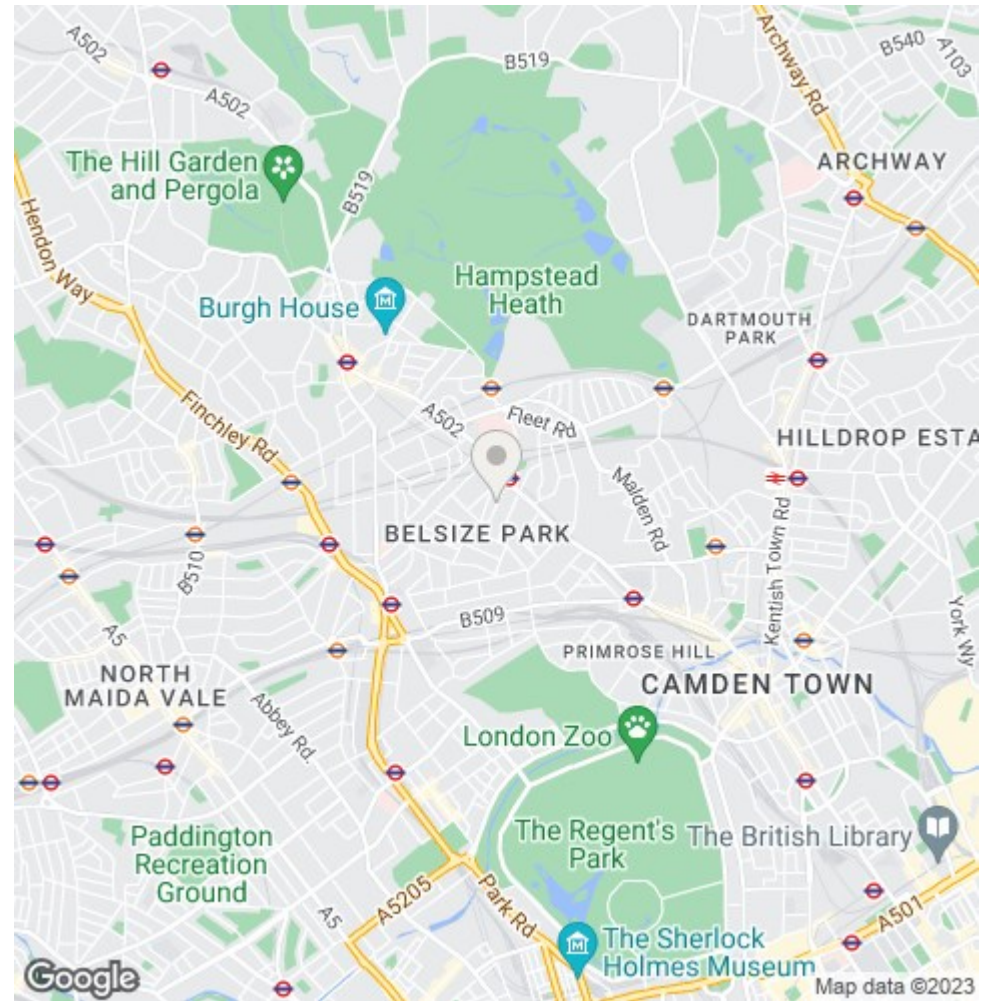 A502
B519
B540
A103
Archway Rd
A502
The Hill Garden
and Pergola
B519
ARCHWAY
Hendon Way
Hampstead
Heath
Burgh House
DARTMOUTH
PARK
A502
Fleet Rd
Finchley Rd
HILLDROP ESTA
Malden Rd
BELSIZE PARK
Kentish Town Rd
B510
B509
York Wy
A5
PRIMROSE HILL
NORTH
MAIDA VALE
CAMDEN TOWN
Abbey Rd.
London Zoo
Paddington
Recreation
Ground
The Regent's
Park
The British Library
A5205
Park Rd
A5
A501
The Sherlock
Holmes Museum
Google
Map data ©2023